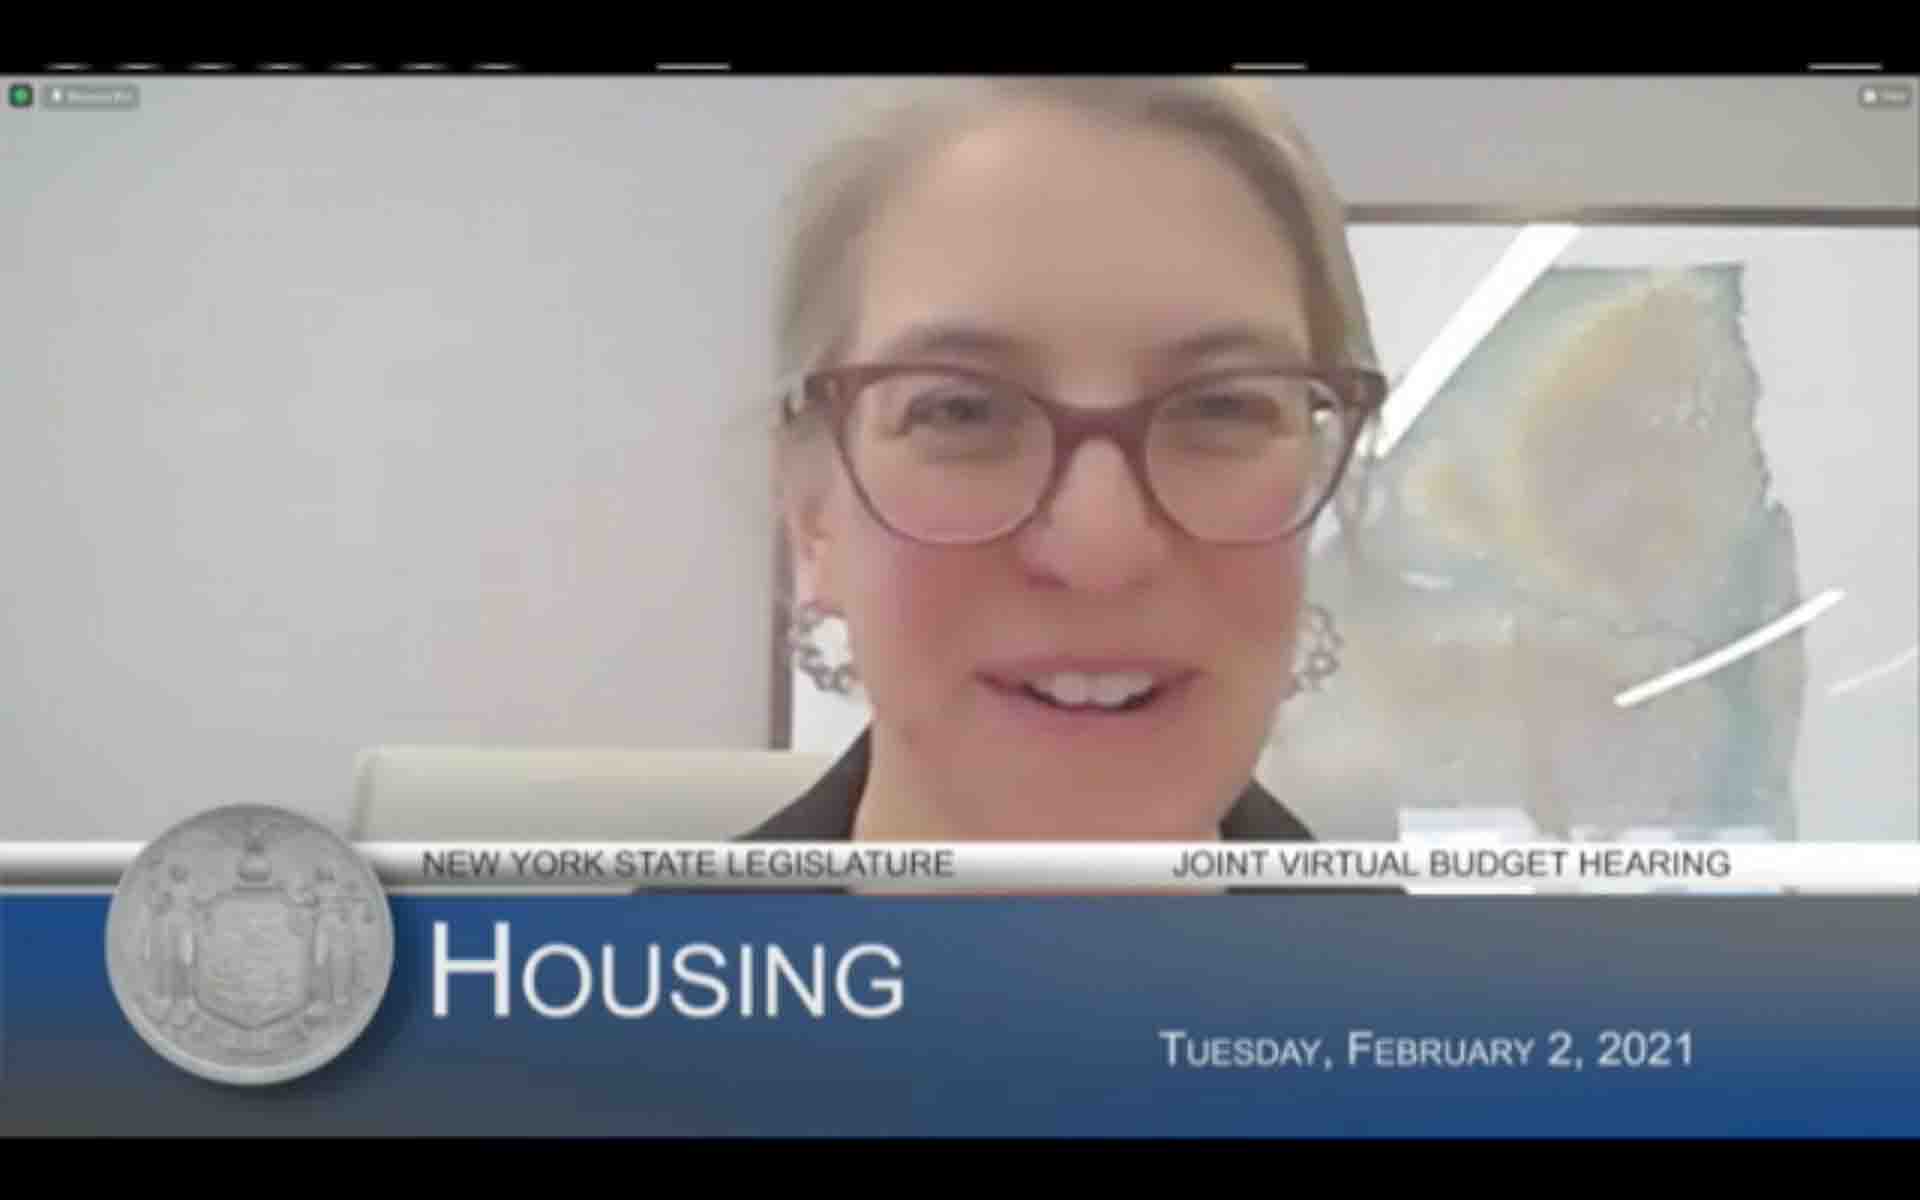 NEW YORK STATE LEGISLATURE
JOINT VIRTUAL BUDGET HEARING
HOUSING
TUESDAY, FEBRUARY 2, 2021